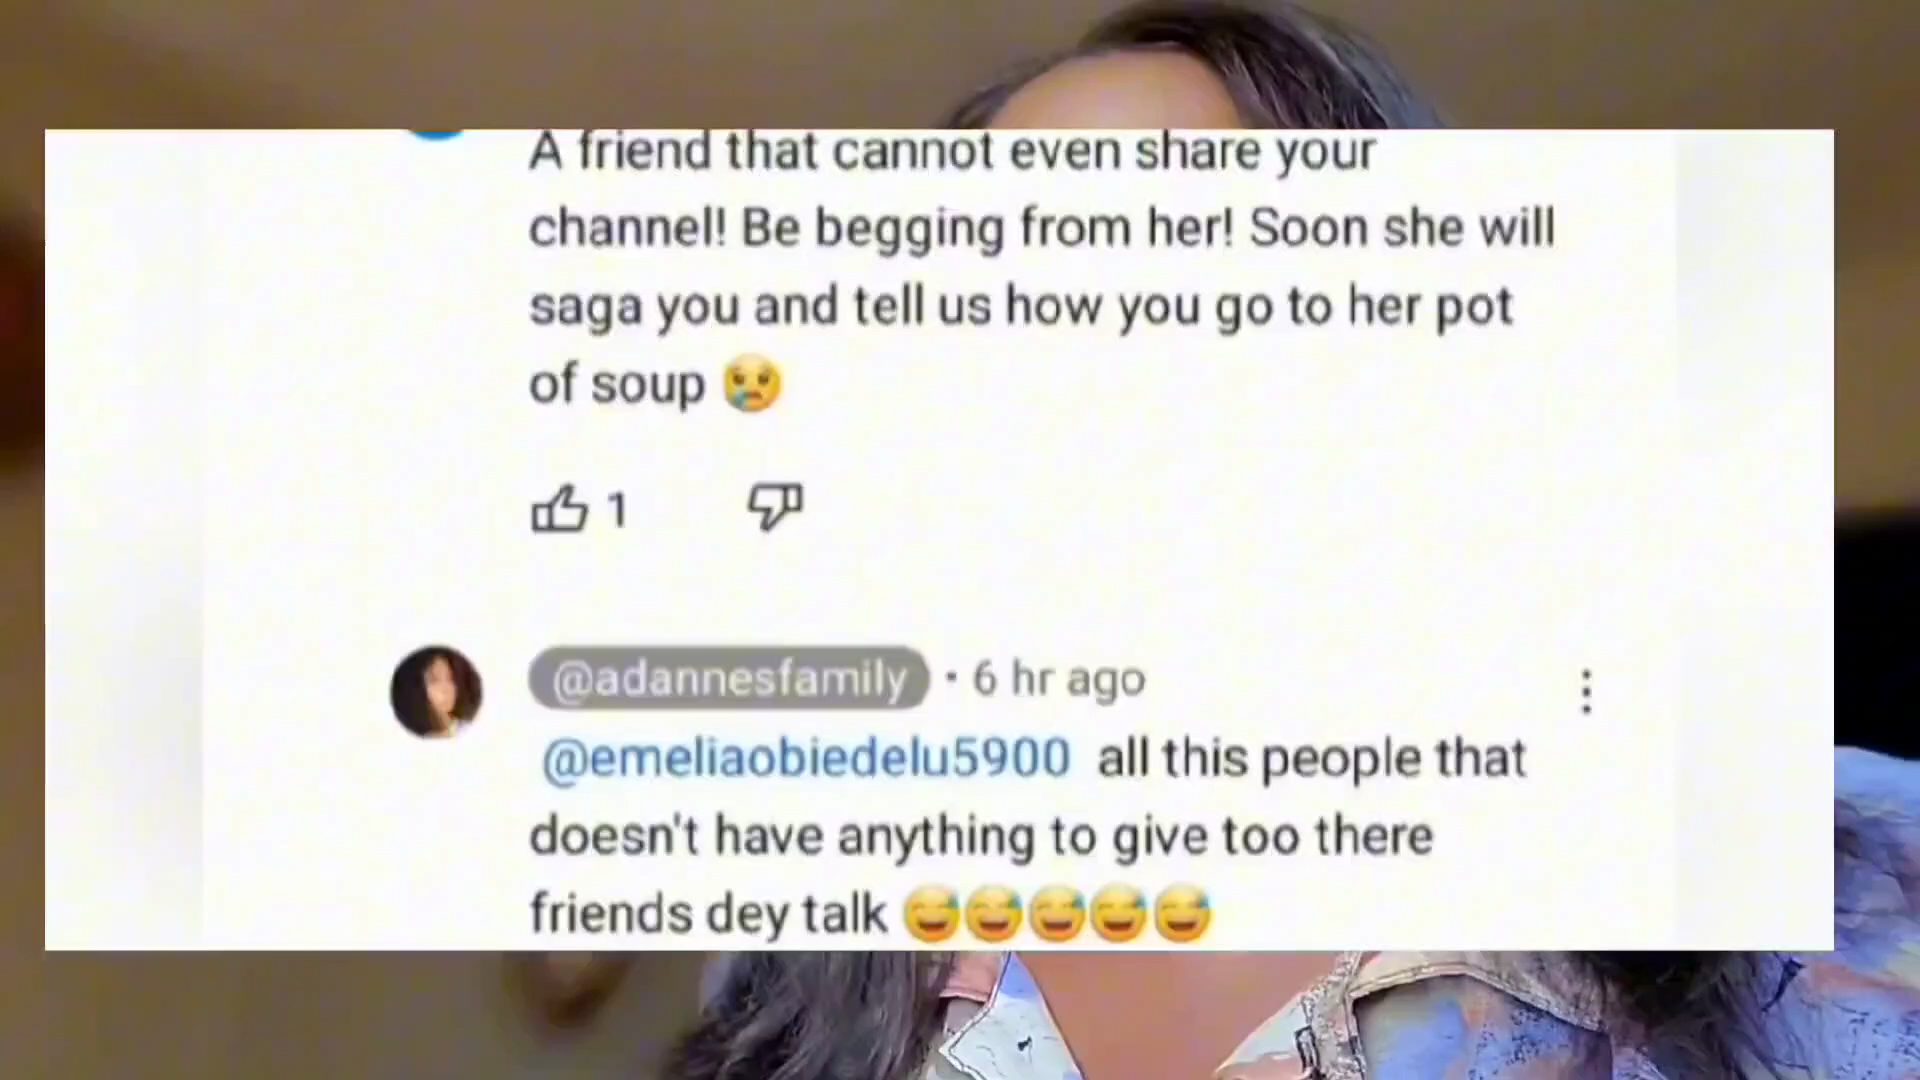 A friend that cannot even share your
channel! Be begging from her! Soon she will
saga you and tell us how you go to her pot
of soup 😢
1
@adannesfamily • 6 hr ago
@emeliaobiedelu5900 all this people that
doesn't have anything to give too there
friends dey talk 😅😅😅😅😅